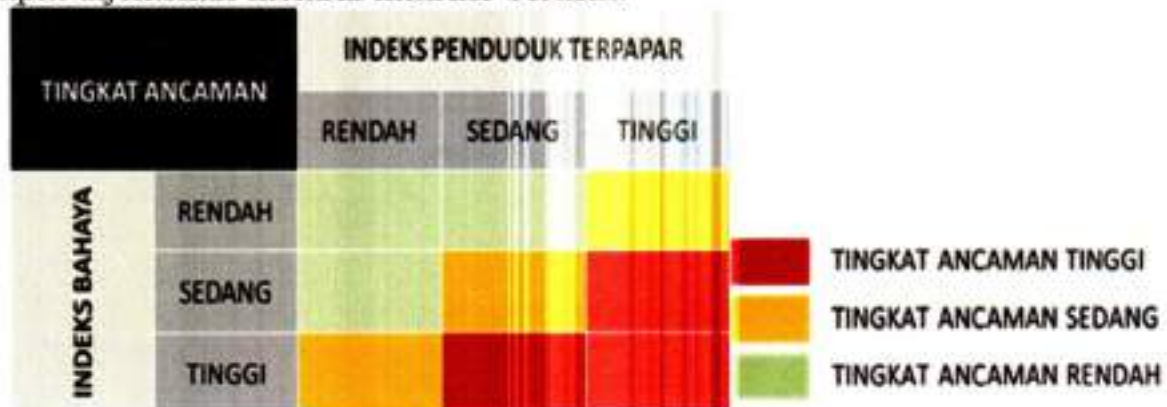 TINGKAT ANCAMAN
INDEKS PENDUDUK TERPAPAR
RENDAH SEDANG TINGGI
INDEKS BAHAYA
RENDAH
SEDANG
TINGGI
TINGKAT ANCAMAN TINGGI
TINGKAT ANCAMAN SEDANG
TINGKAT ANCAMAN RENDAH